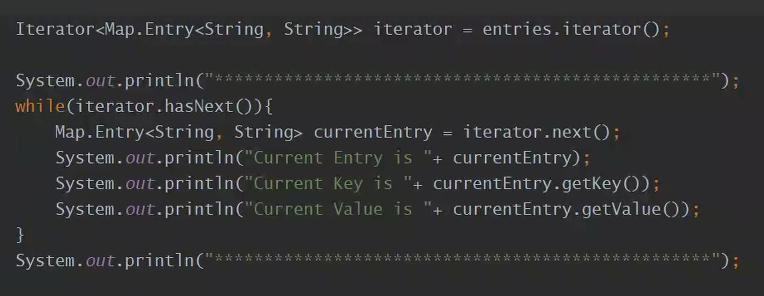 Iterator<Map.Entry<String, String>> iterator = entries.iterator();
System.out.println("**************************************************");
while(iterator.hasNext()){
Map.Entry<String, String> currentEntry = iterator.next();
System.out.println("Current Entry is "+ currentEntry);
System.out.println("Current Key is "+ currentEntry.getKey());
System.out.println("Current Value is "+ currentEntry.getValue());
}
System.out.println("**************************************************");